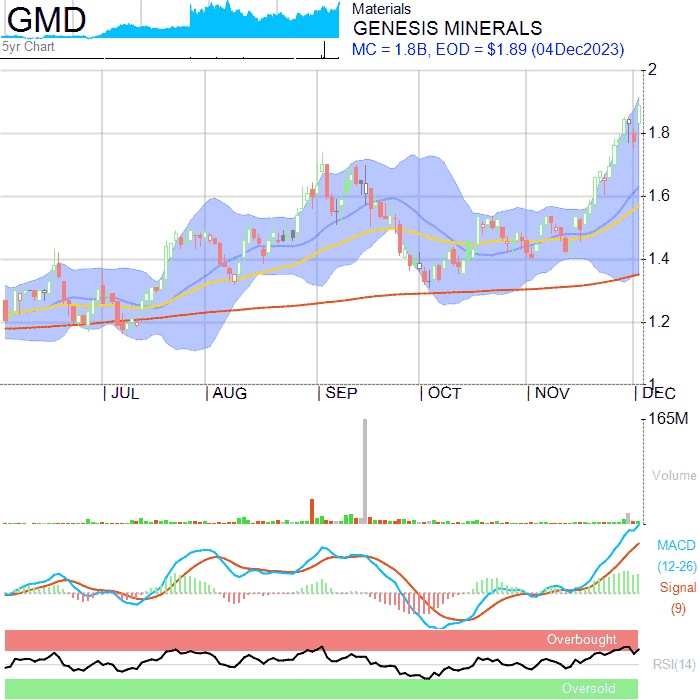 GMD
Materials
GENESIS MINERALS
5yr Chart
MC = 1.8B, EOD = $1.89 (04Dec2023)
2
1.8
1.6
1.4
1.2
1
JUL AUG SEP OCT NOV DEC
165M
Volume
MACD
(12-26)
Signal
(9)
Overbought
RSI(14)
Oversold